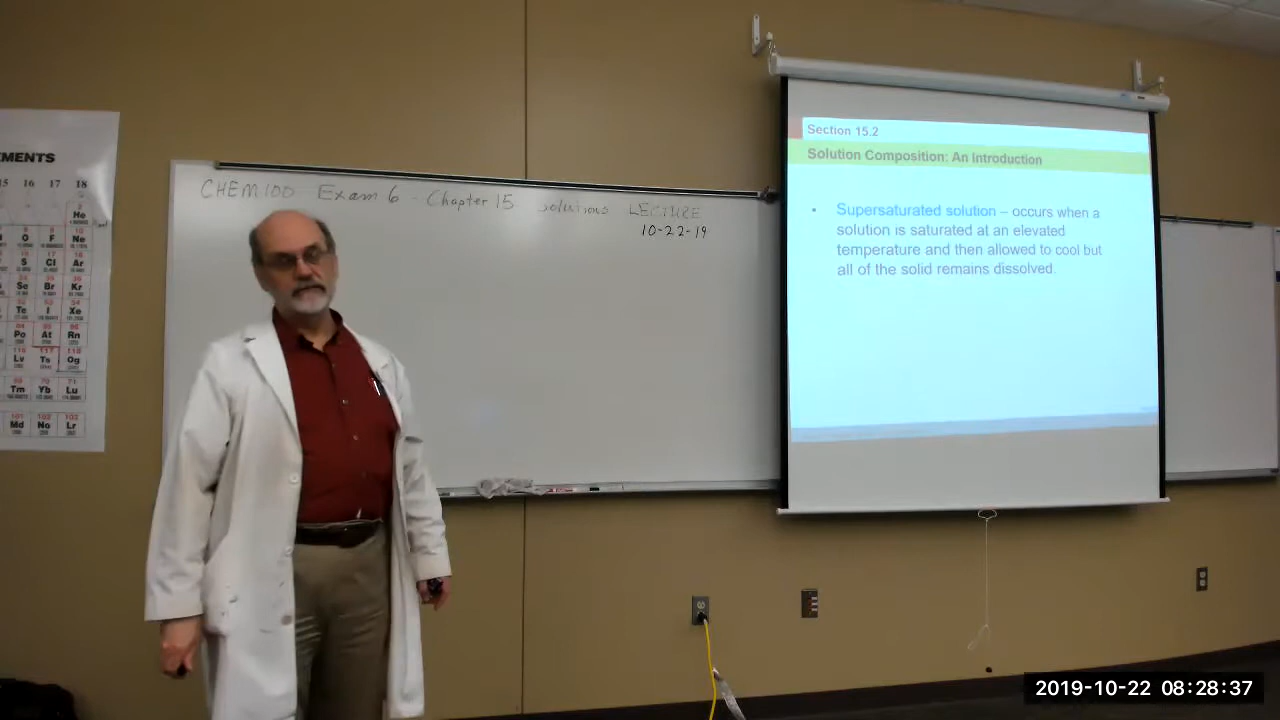 EMENTS
15 16 17 18
He
O F Ne
S Cl Ar
Se Br Kr
Te I Xe
Po At Rn
Lv Ts Og
Tm Yb Lu
Md No Lr
CHEM 100 Exam 6 - Chapter 15 solutions LECTURE
10-22-19
Section 15.2
Solution Composition: An Introduction
• Supersaturated solution – occurs when a
solution is saturated at an elevated
temperature and then allowed to cool but
all of the solid remains dissolved.
2019-10-22 08:28:37